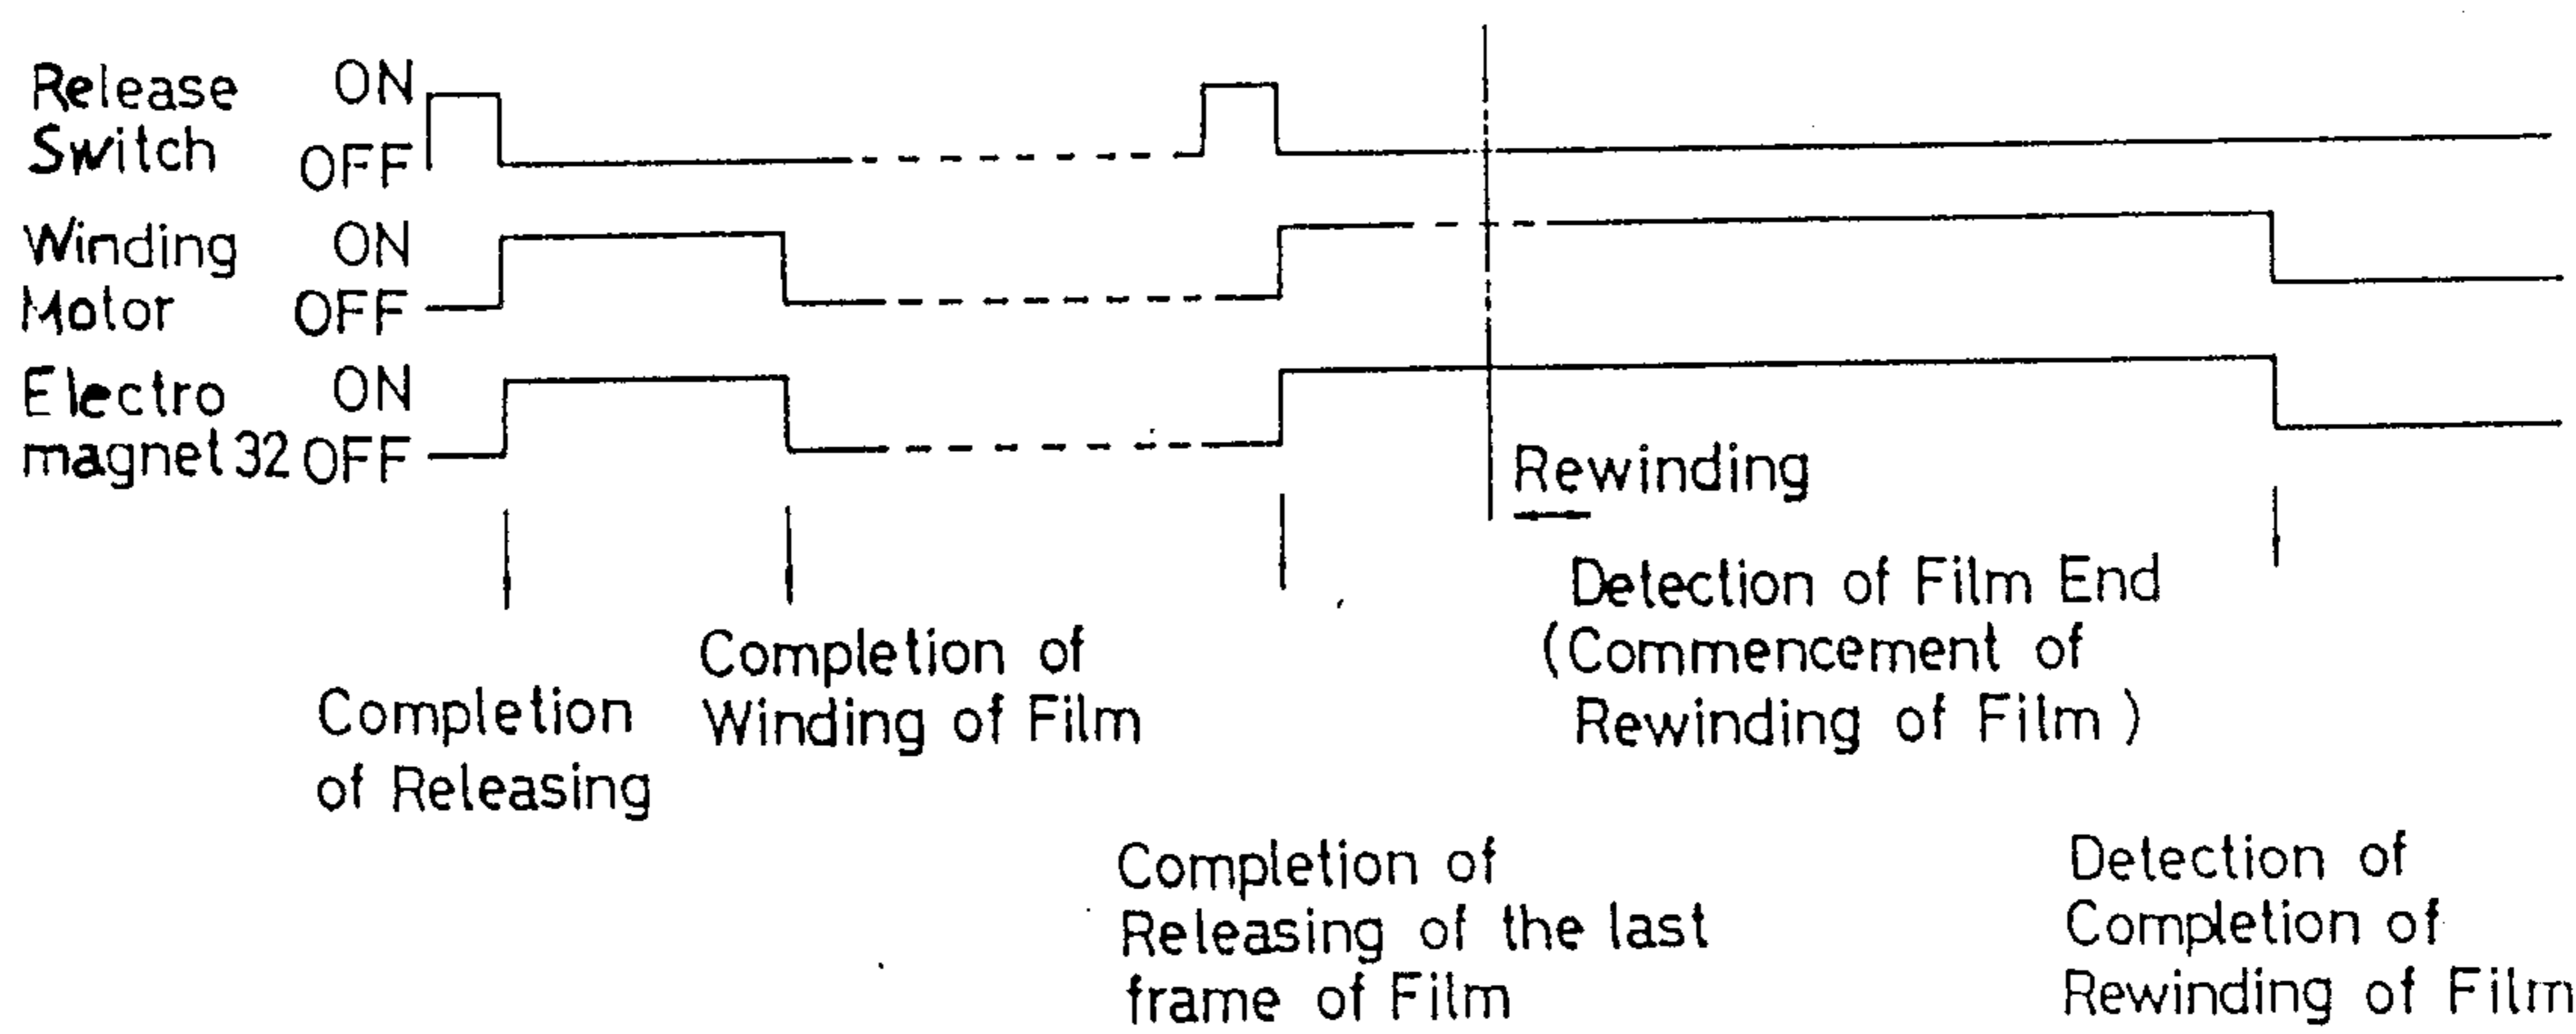 Release ON
Switch OFF
Winding ON
Motor OFF
Electro ON
magnet 32 OFF
Rewinding
Detection of Film End
(Commencement of
Rewinding of Film)
Completion of
Winding of Film
Completion
of Releasing
Completion of
Releasing of the last
frame of Film
Detection of
Completion of
Rewinding of Film